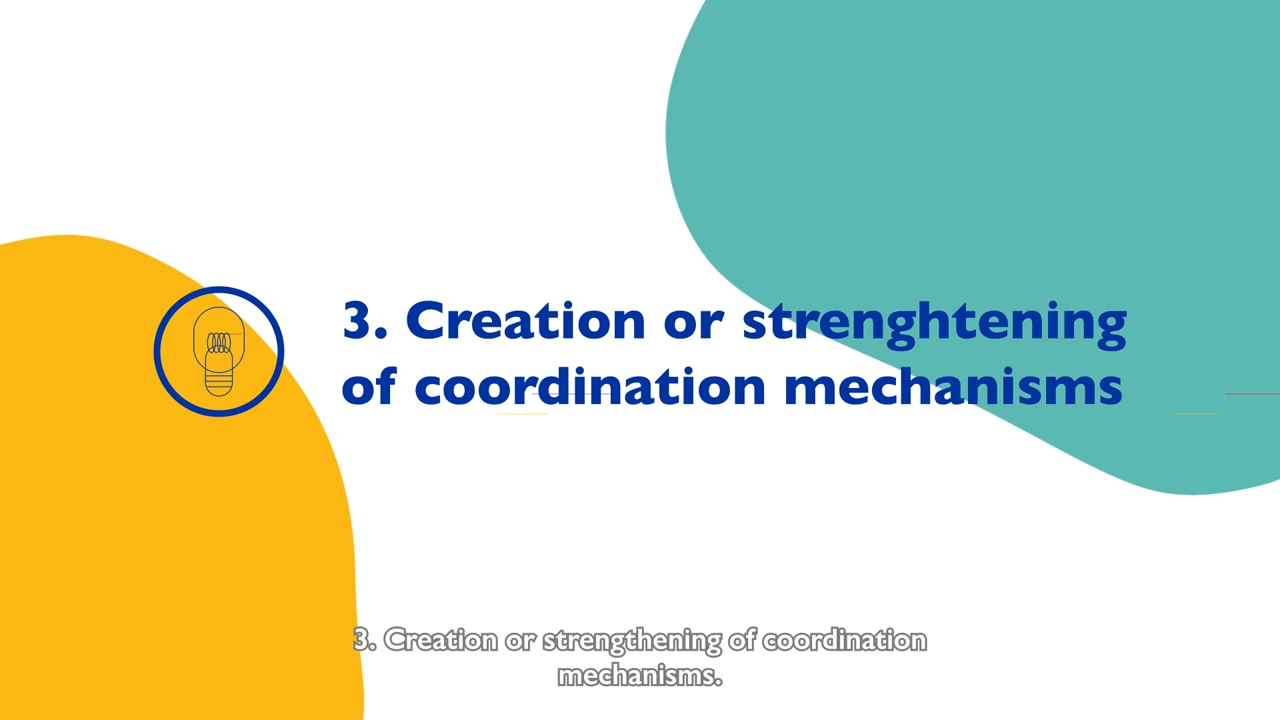 3. Creation or strenghtening
of coordination mechanisms
3. Creation or strengthening of coordination
mechanisms.